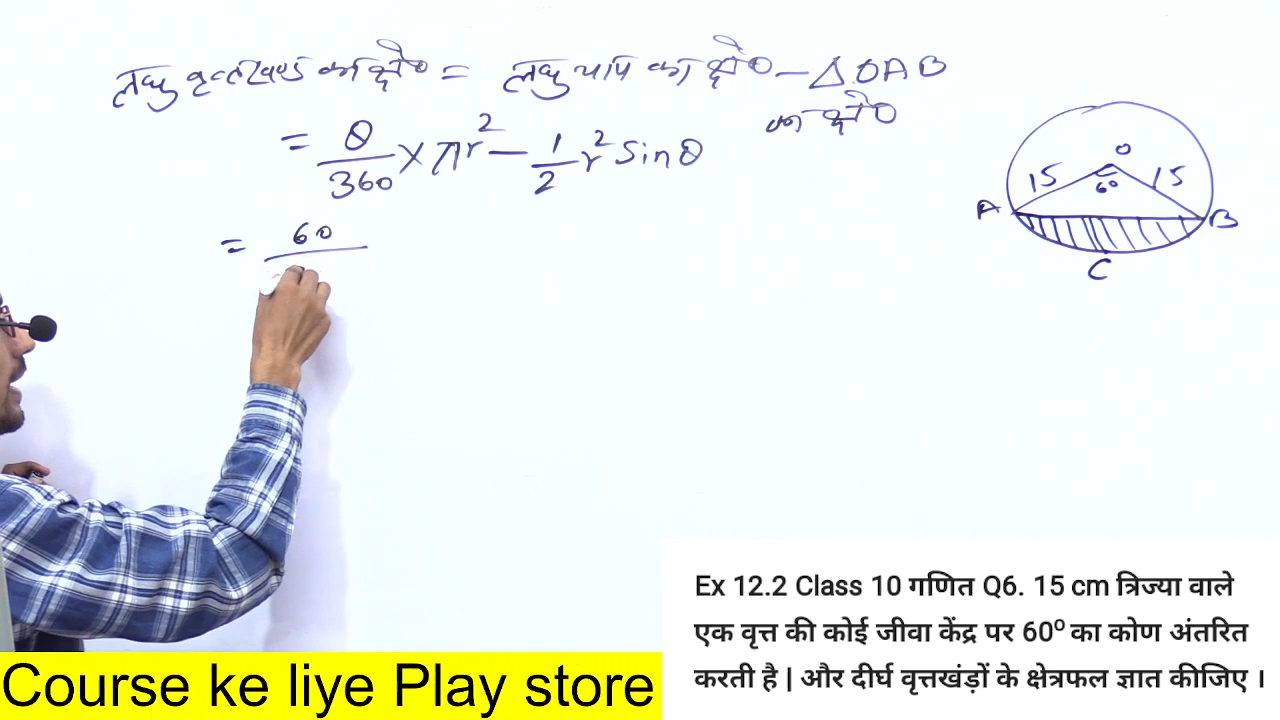 लघु वृत्तखण्ड का क्षे० = लघु चाप का क्षे० - △OAB
का क्षे०
= θ/360 × πr² - 1/2 r² Sinθ
= 60
O
15 60 15
A B
C
Ex 12.2 Class 10 गणित Q6. 15 cm त्रिज्या वाले
एक वृत्त की कोई जीवा केंद्र पर 60⁰ का कोण अंतरित
करती है | और दीर्घ वृत्तखंडों के क्षेत्रफल ज्ञात कीजिए ।
Course ke liye Play store